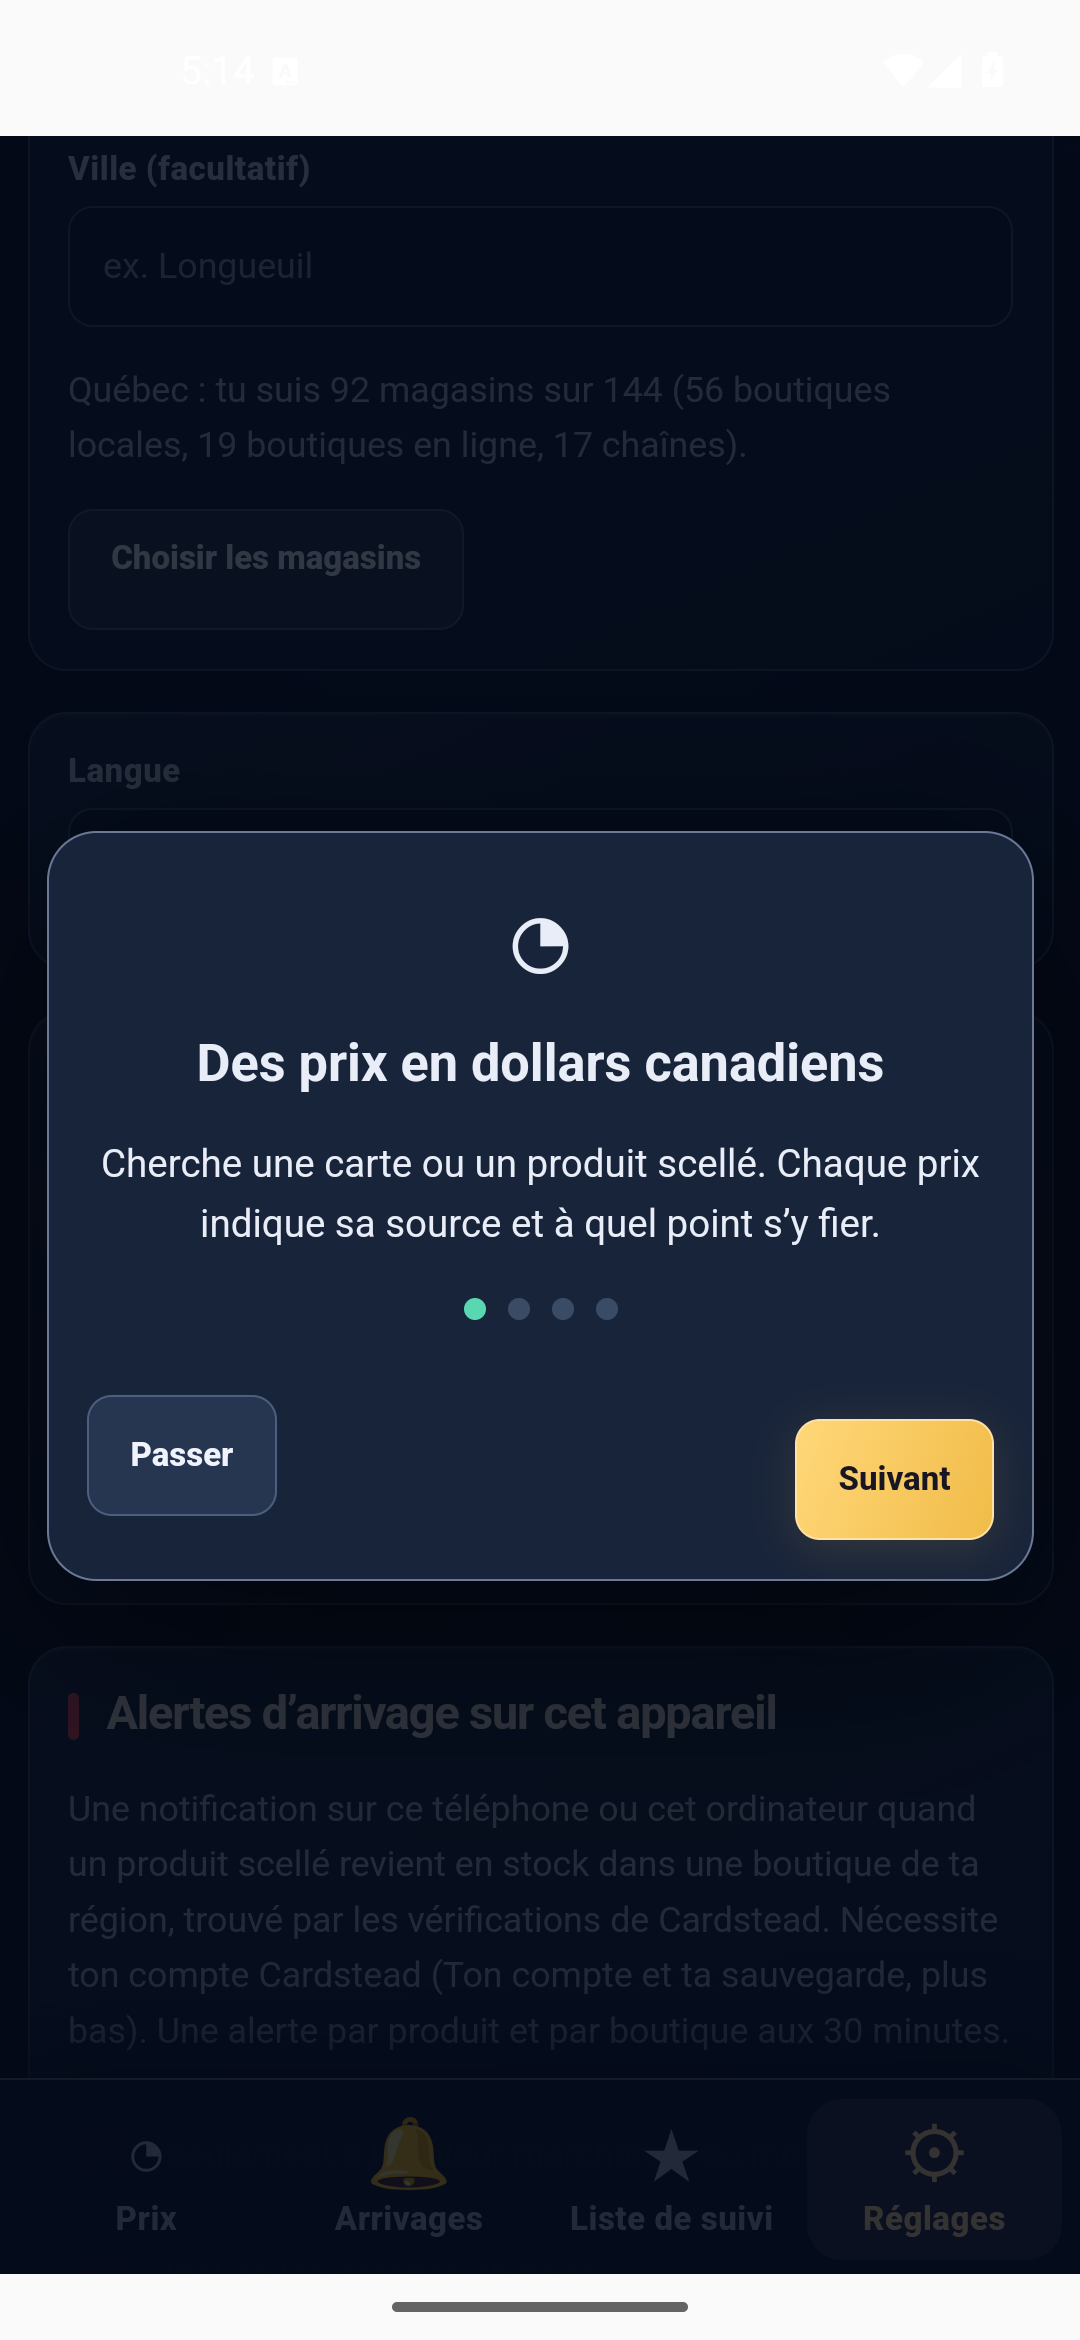 5:14
Ville (facultatif)
ex. Longueuil
Québec : tu suis 92 magasins sur 144 (56 boutiques
locales, 19 boutiques en ligne, 17 chaînes).
Choisir les magasins
Langue
Des prix en dollars canadiens
Cherche une carte ou un produit scellé. Chaque prix
indique sa source et à quel point s’y fier.
Passer
Suivant
Alertes d’arrivage sur cet appareil
Une notification sur ce téléphone ou cet ordinateur quand
un produit scellé revient en stock dans une boutique de ta
région, trouvé par les vérifications de Cardstead. Nécessite
ton compte Cardstead (Ton compte et ta sauvegarde, plus
bas). Une alerte par produit et par boutique aux 30 minutes.
Prix
Arrivages
Liste de suivi
Réglages